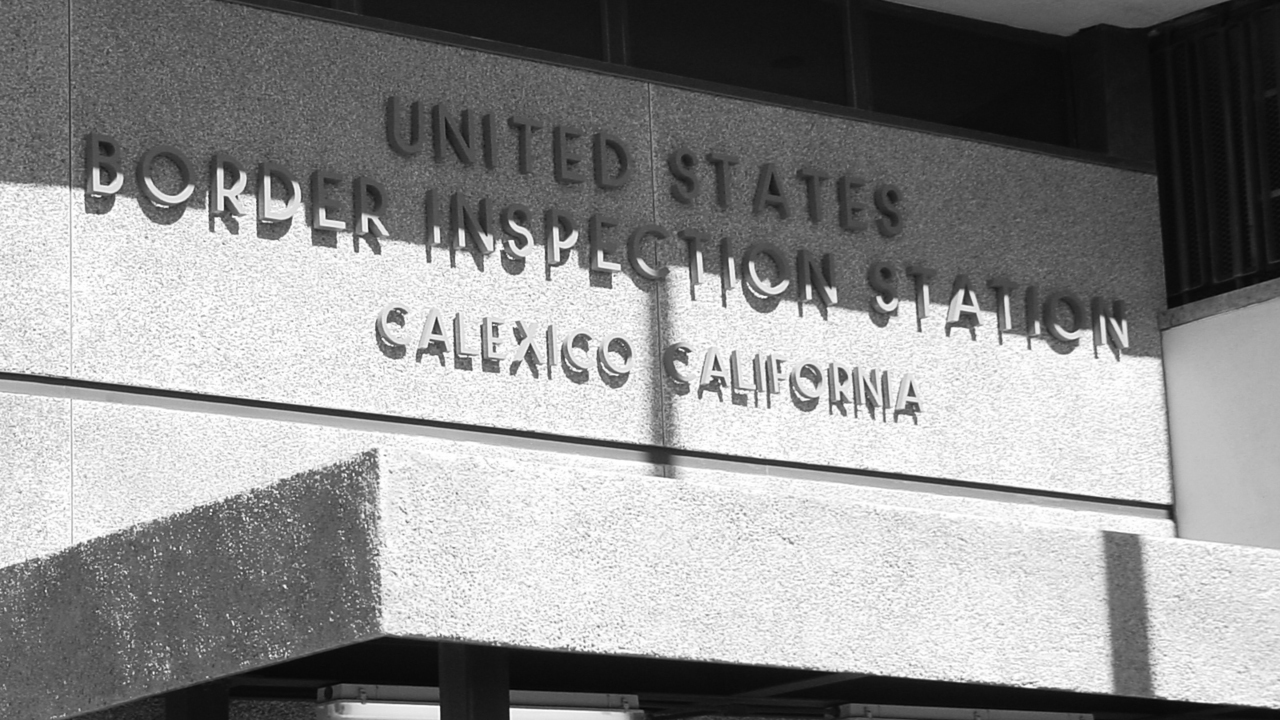 UNITED STATES
BORDER INSPECTION STATION
CALEXICO CALIFORNIA